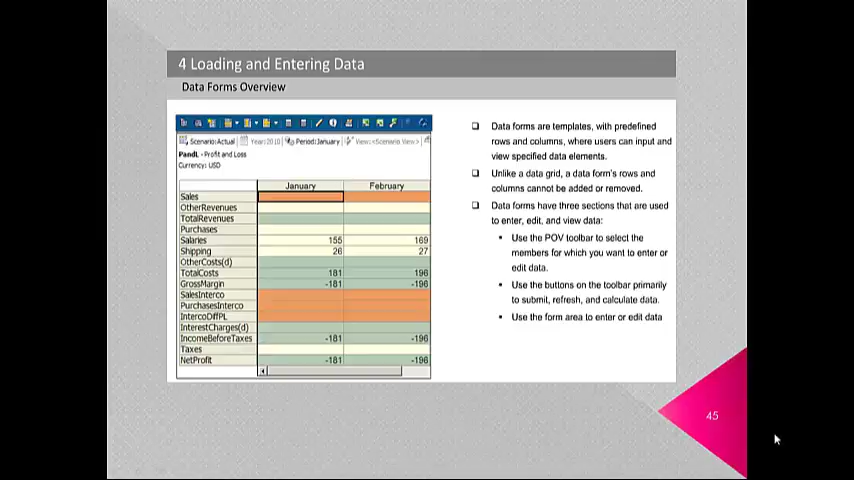 4 Loading and Entering Data
Data Forms Overview
Scenario:Actual Year:2010 Period:January View:<Scenario View>
PandL - Profit and Loss
Currency: USD
January February
Sales
OtherRevenues
TotalRevenues
Purchases
Salaries 155 169
Shipping 26 27
OtherCosts(d)
TotalCosts 181 196
GrossMargin -181 -196
SalesInterco
PurchasesInterco
IntercoDiffPL
InterestCharges(d)
IncomeBeforeTaxes -181 -196
Taxes
NetProfit -181 -196
Data forms are templates, with predefined
rows and columns, where users can input and
view specified data elements.
Unlike a data grid, a data form's rows and
columns cannot be added or removed.
Data forms have three sections that are used
to enter, edit, and view data:
• Use the POV toolbar to select the
members for which you want to enter or
edit data.
• Use the buttons on the toolbar primarily
to submit, refresh, and calculate data.
• Use the form area to enter or edit data
45